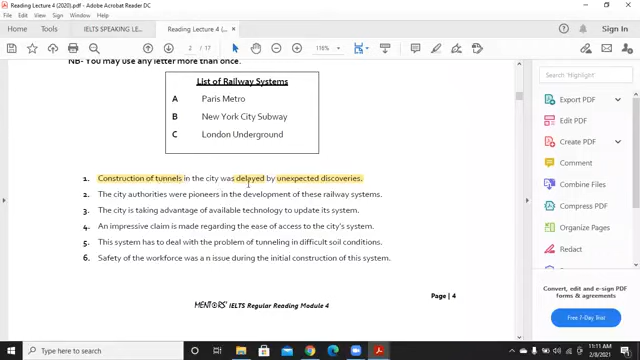 Reading Lecture 4 (2020).pdf - Adobe Acrobat Reader DC
File Edit View Sign Window Help
Home Tools IELTS SPEAKING LE... Reading Lecture 4 (... × Sign In
2 / 17 116%
NB- You may use any letter more than once.
List of Railway Systems
A Paris Metro
B New York City Subway
C London Underground
1. Construction of tunnels in the city was delayed by unexpected discoveries.
2. The city authorities were pioneers in the development of these railway systems.
3. The city is taking advantage of available technology to update its system.
4. An impressive claim is made regarding the ease of access to the city's system.
5. This system has to deal with the problem of tunneling in difficult soil conditions.
6. Safety of the workforce was an issue during the initial construction of this system.
Page | 4
MENTORS' IELTS Regular Reading Module 4
Search 'Highlight'
Export PDF
Edit PDF
Create PDF
Comment
Combine Files
Compress PDF
Organize Pages
Redact
Convert, edit and e-sign PDF
forms & agreements
Free 7-Day Trial
Type here to search
11:11 AM
2/8/2021